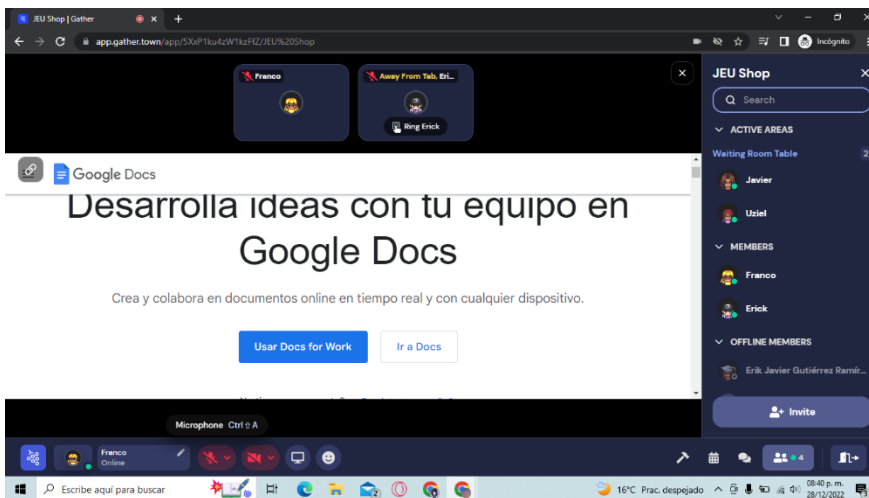 JEU Shop | Gather
app.gather.town/app/5XxP1ku4zW1kzFfZ/JEU%20Shop
Incógnito
Franco
Away From Tab, Eri...
Ring Erick
Google Docs
Desarrolla ideas con tu equipo en
Google Docs
Crea y colabora en documentos online en tiempo real y con cualquier dispositivo.
Usar Docs for Work
Ir a Docs
Microphone Ctrl ⇧ A
JEU Shop
Search
ACTIVE AREAS
Waiting Room Table 2
Javier
Uziel
MEMBERS
Franco
Erick
OFFLINE MEMBERS
Erik Javier Gutiérrez Ramír...
Invite
Franco
Online
4
Escribe aquí para buscar
16°C Prac. despejado
08:40 p. m.
28/12/2022